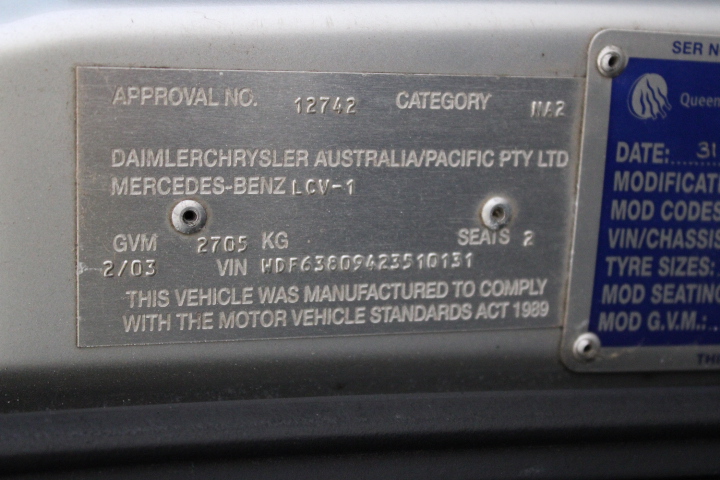 APPROVAL NO. 12742 CATEGORY NA2
DAIMLERCHRYSLER AUSTRALIA/PACIFIC PTY LTD
MERCEDES-BENZ LCV-1
GVM 2705 KG SEATS 2
2/03 VIN WDF63809423510131
THIS VEHICLE WAS MANUFACTURED TO COMPLY
WITH THE MOTOR VEHICLE STANDARDS ACT 1989
SER N
Queen
DATE: 31
MODIFICAT
MOD CODES
VIN/CHASSIS
TYRE SIZES:
MOD SEATING
MOD G.V.M.:
TH